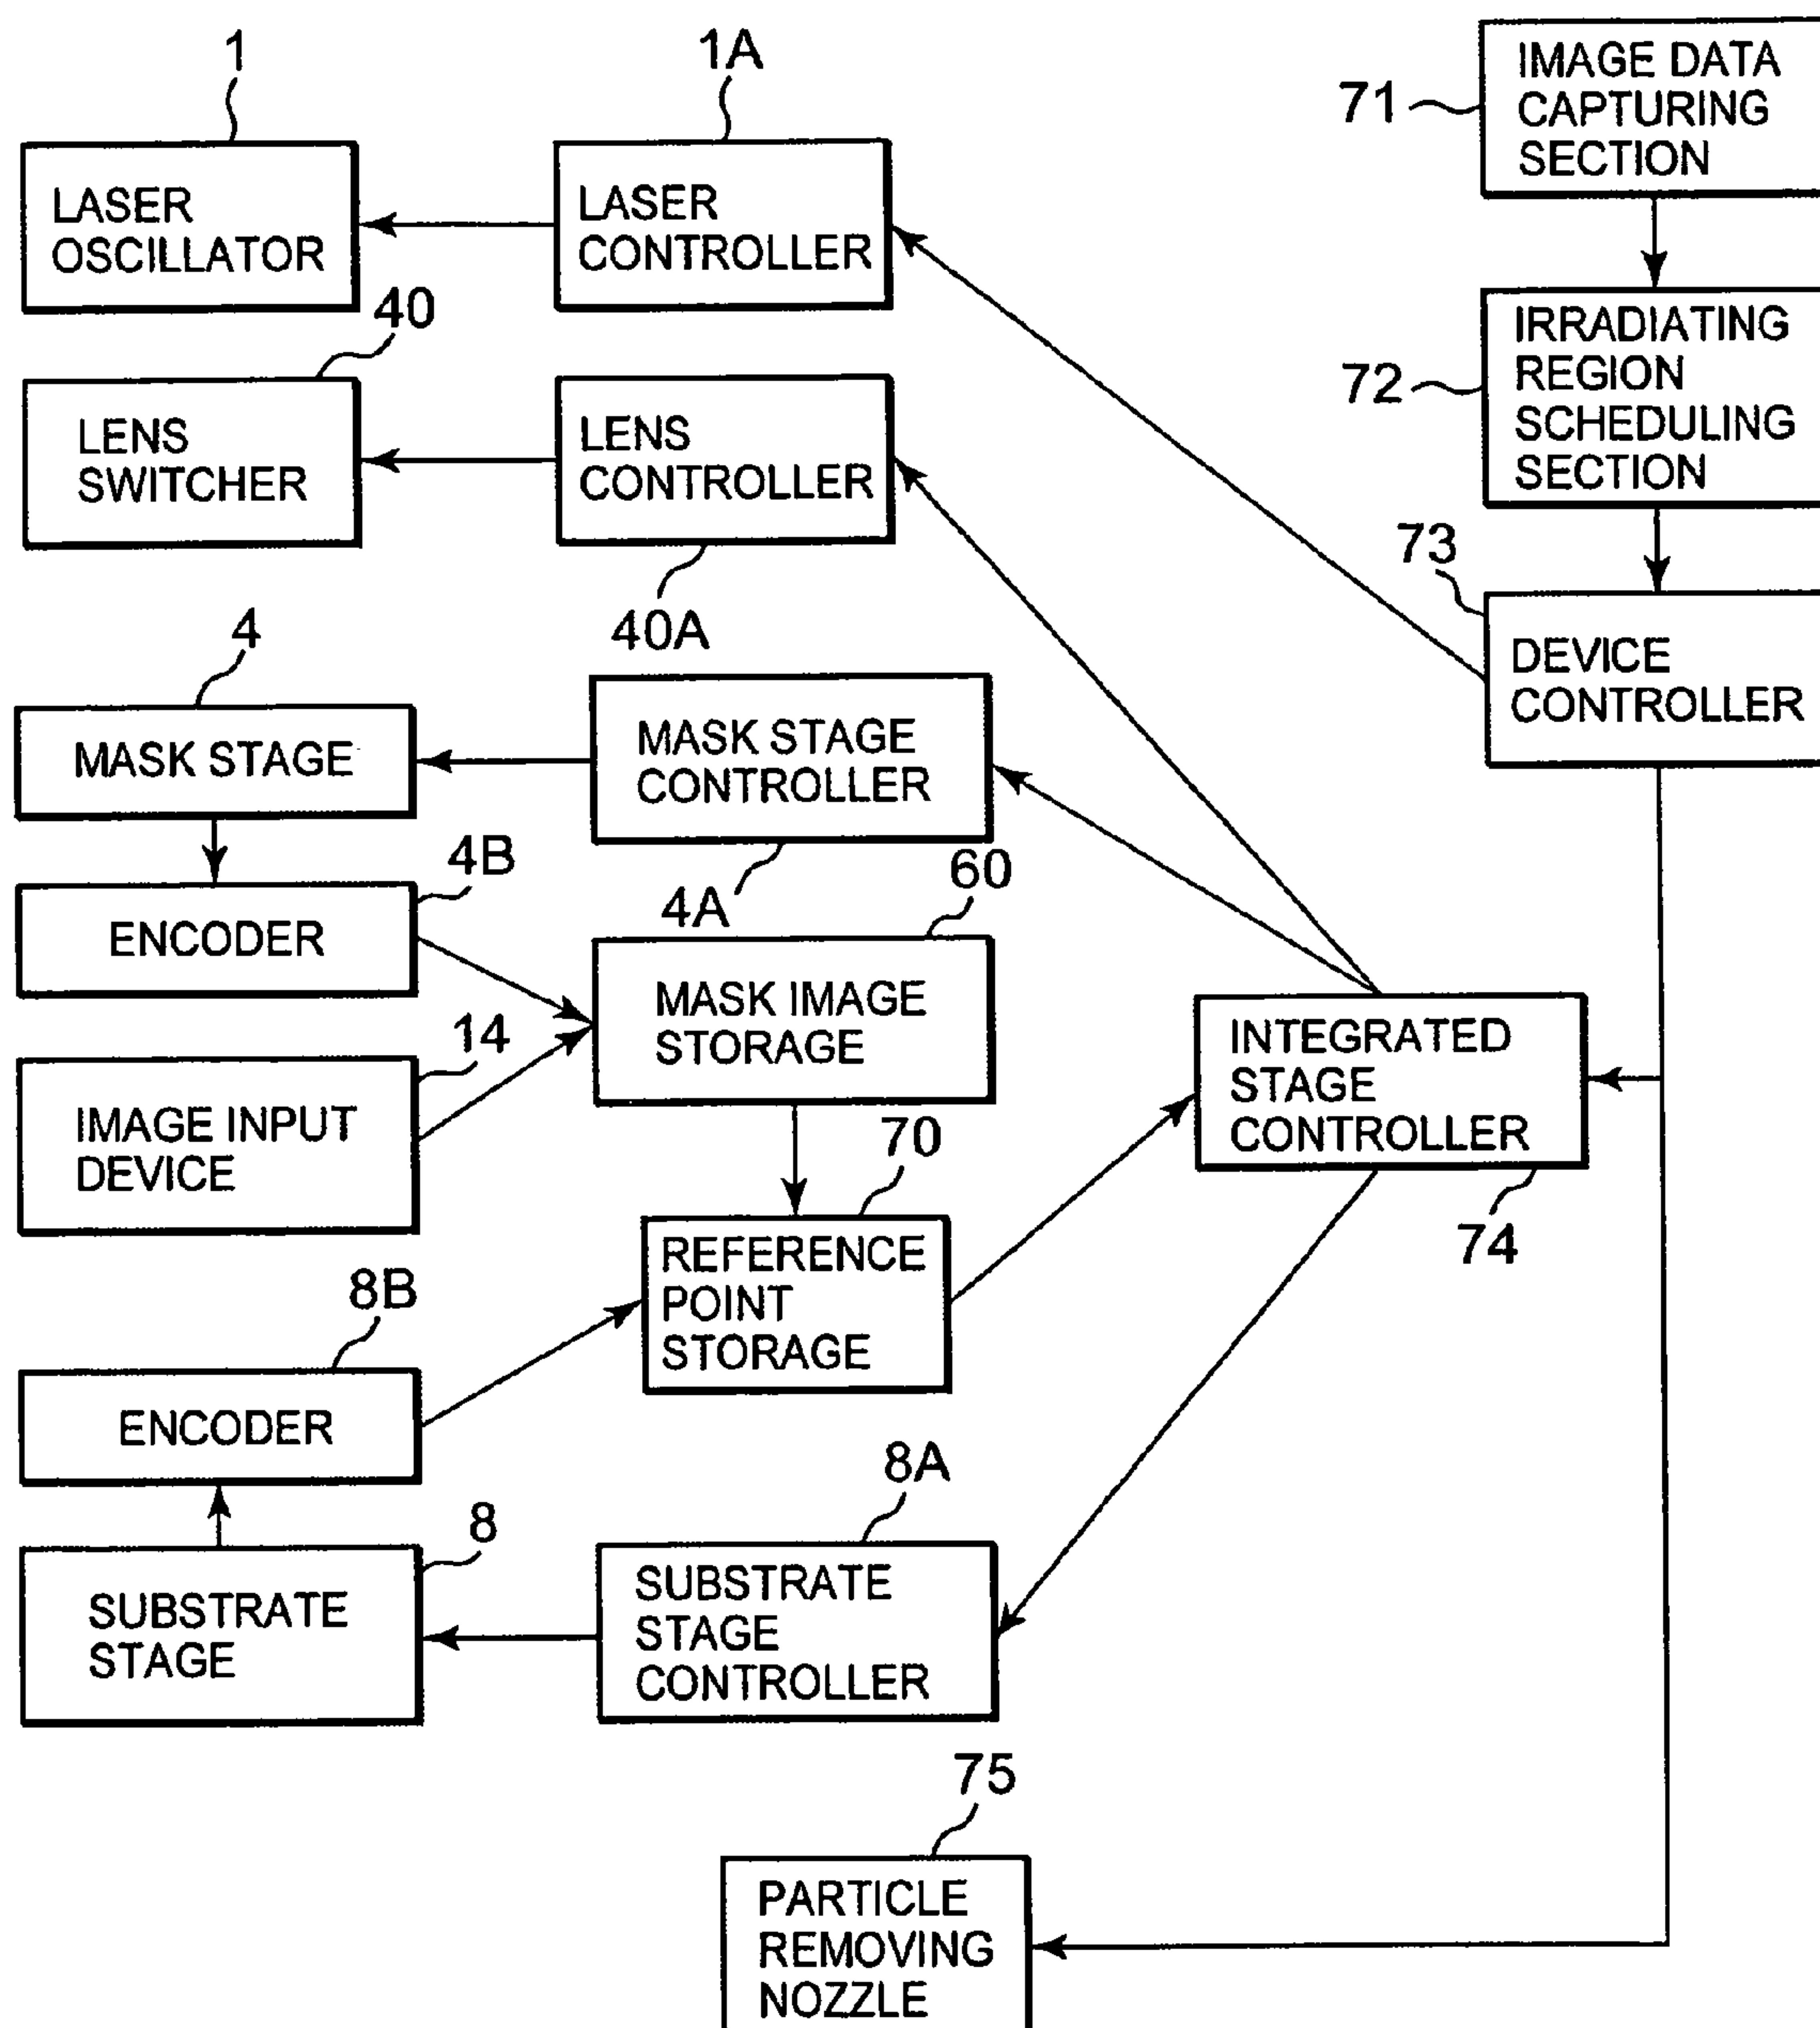 1
1A
71
IMAGE DATA
CAPTURING
SECTION
LASER
OSCILLATOR
LASER
CONTROLLER
40
72
IRRADIATING
REGION
SCHEDULING
SECTION
LENS
SWITCHER
LENS
CONTROLLER
40A
73
DEVICE
CONTROLLER
4
MASK STAGE
MASK STAGE
CONTROLLER
4A
4B
ENCODER
60
MASK IMAGE
STORAGE
14
IMAGE INPUT
DEVICE
INTEGRATED
STAGE
CONTROLLER
74
70
REFERENCE
POINT
STORAGE
8B
ENCODER
8
SUBSTRATE
STAGE
8A
SUBSTRATE
STAGE
CONTROLLER
75
PARTICLE
REMOVING
NOZZLE